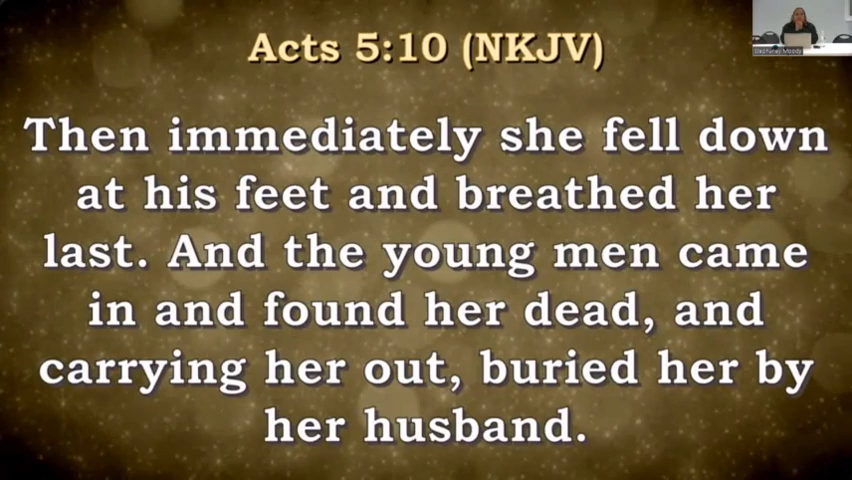 Acts 5:10 (NKJV)
Then immediately she fell down
at his feet and breathed her
last. And the young men came
in and found her dead, and
carrying her out, buried her by
her husband.